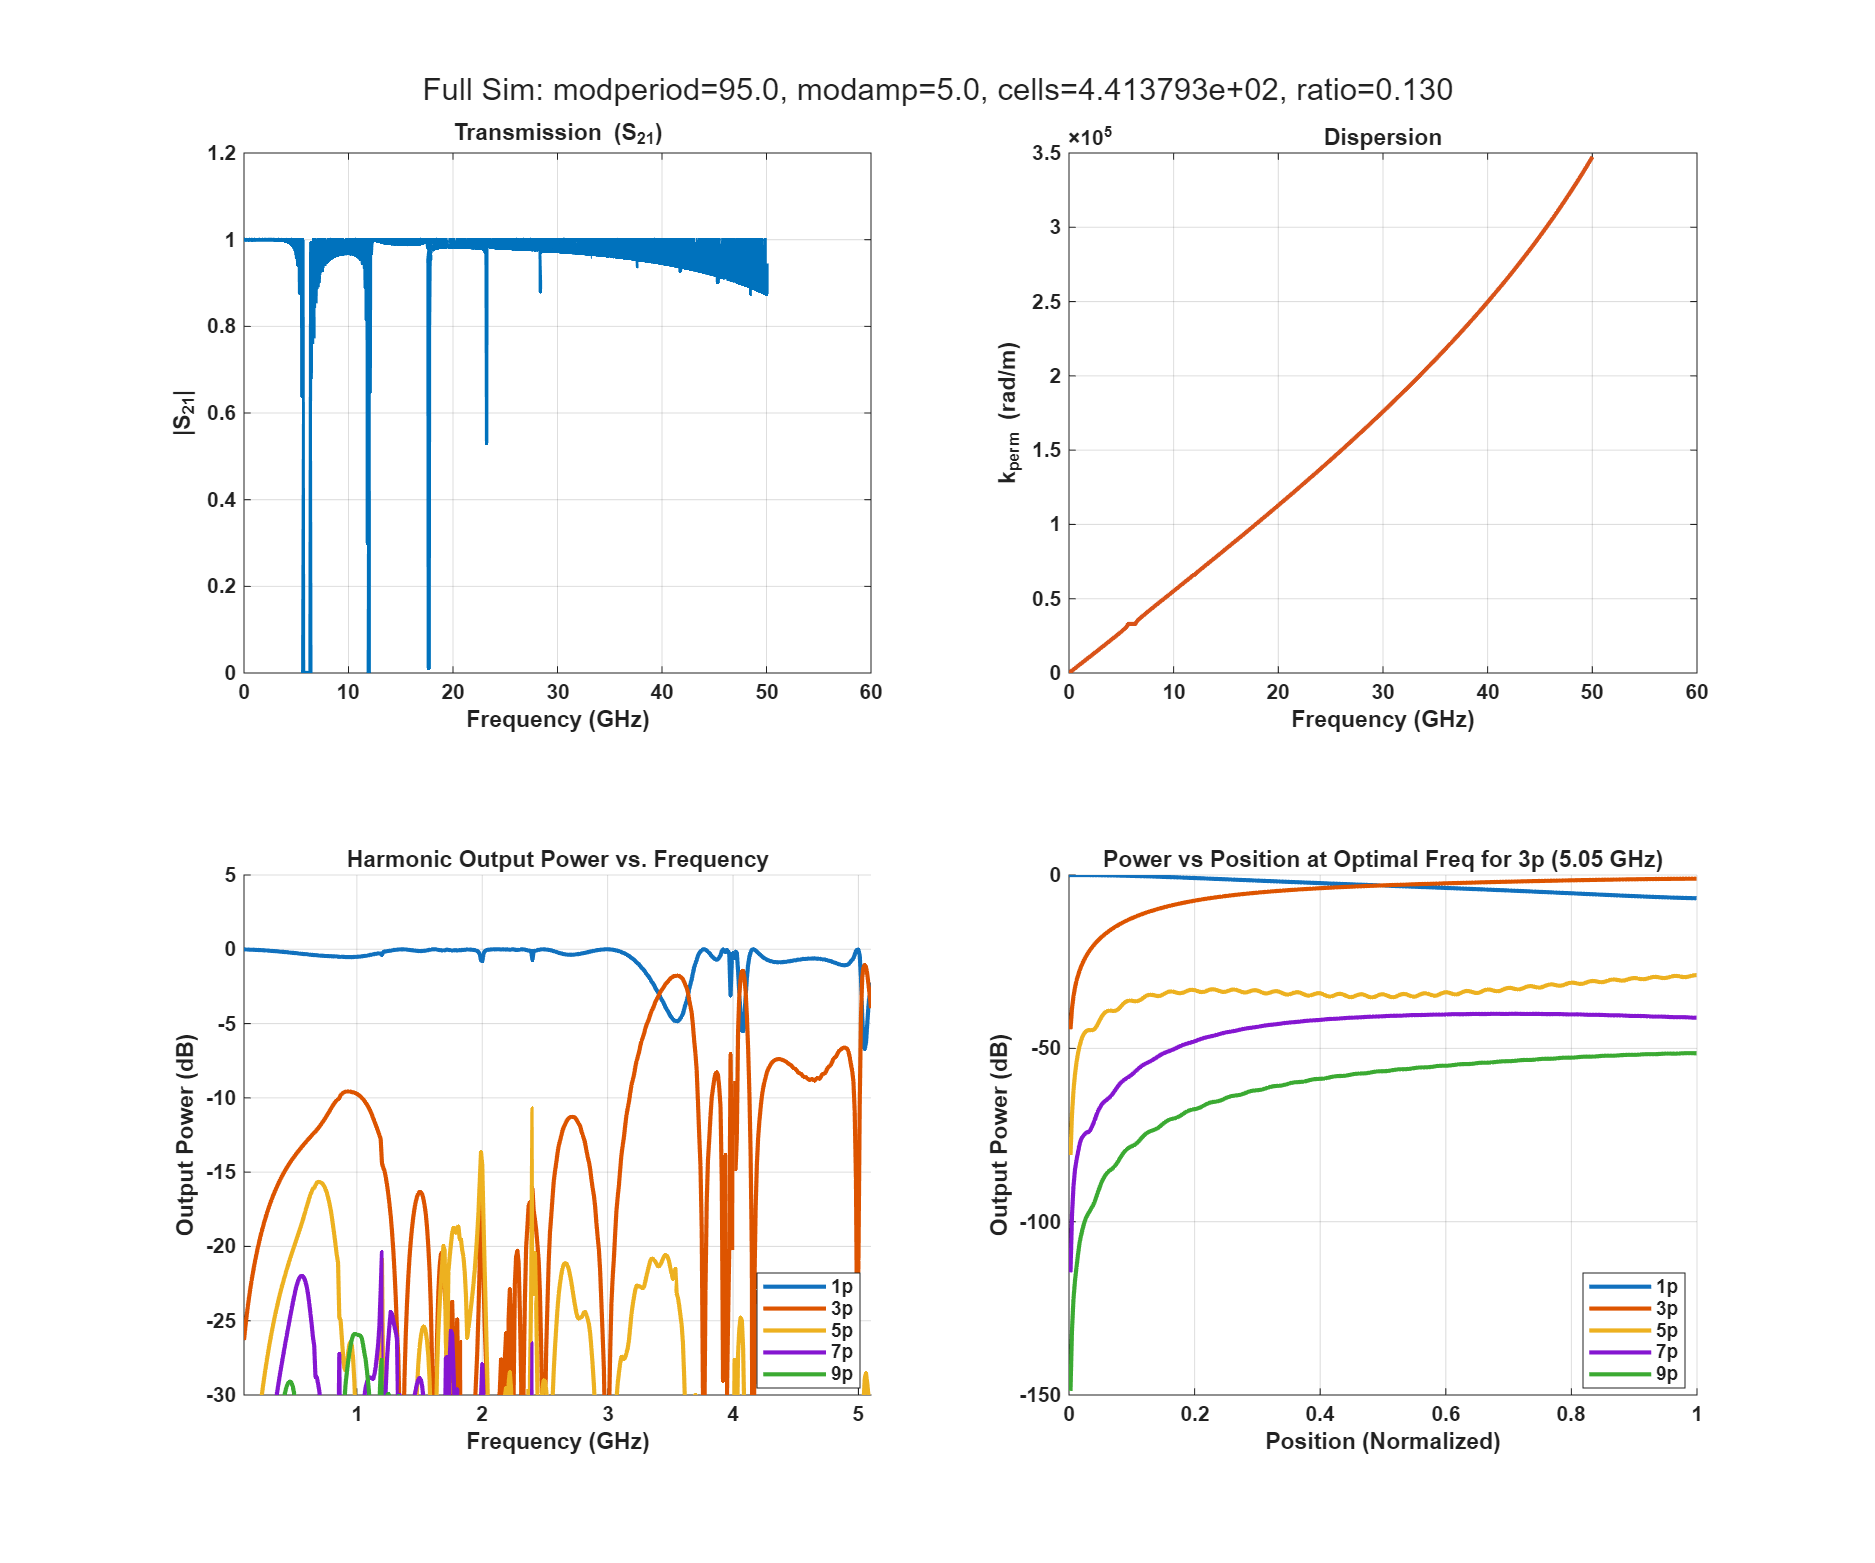 Full Sim: modperiod=95.0, modamp=5.0, cells=4.413793e+02, ratio=0.130
Transmission (S21)
1.2
1
0.8
0.6
0.4
0.2
0
|S21|
0 10 20 30 40 50 60
Frequency (GHz)
Dispersion
×10^5
3.5
3
2.5
2
1.5
1
0.5
0
kperm (rad/m)
0 10 20 30 40 50 60
Frequency (GHz)
Harmonic Output Power vs. Frequency
5
0
-5
-10
-15
-20
-25
-30
Output Power (dB)
1p
3p
5p
7p
9p
1 2 3 4 5
Frequency (GHz)
Power vs Position at Optimal Freq for 3p (5.05 GHz)
0
-50
-100
-150
Output Power (dB)
1p
3p
5p
7p
9p
0 0.2 0.4 0.6 0.8 1
Position (Normalized)